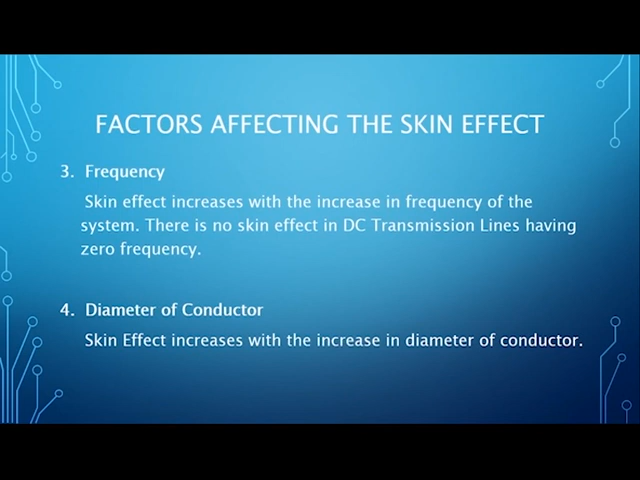 FACTORS AFFECTING THE SKIN EFFECT
3. Frequency
Skin effect increases with the increase in frequency of the
system. There is no skin effect in DC Transmission Lines having
zero frequency.
4. Diameter of Conductor
Skin Effect increases with the increase in diameter of conductor.